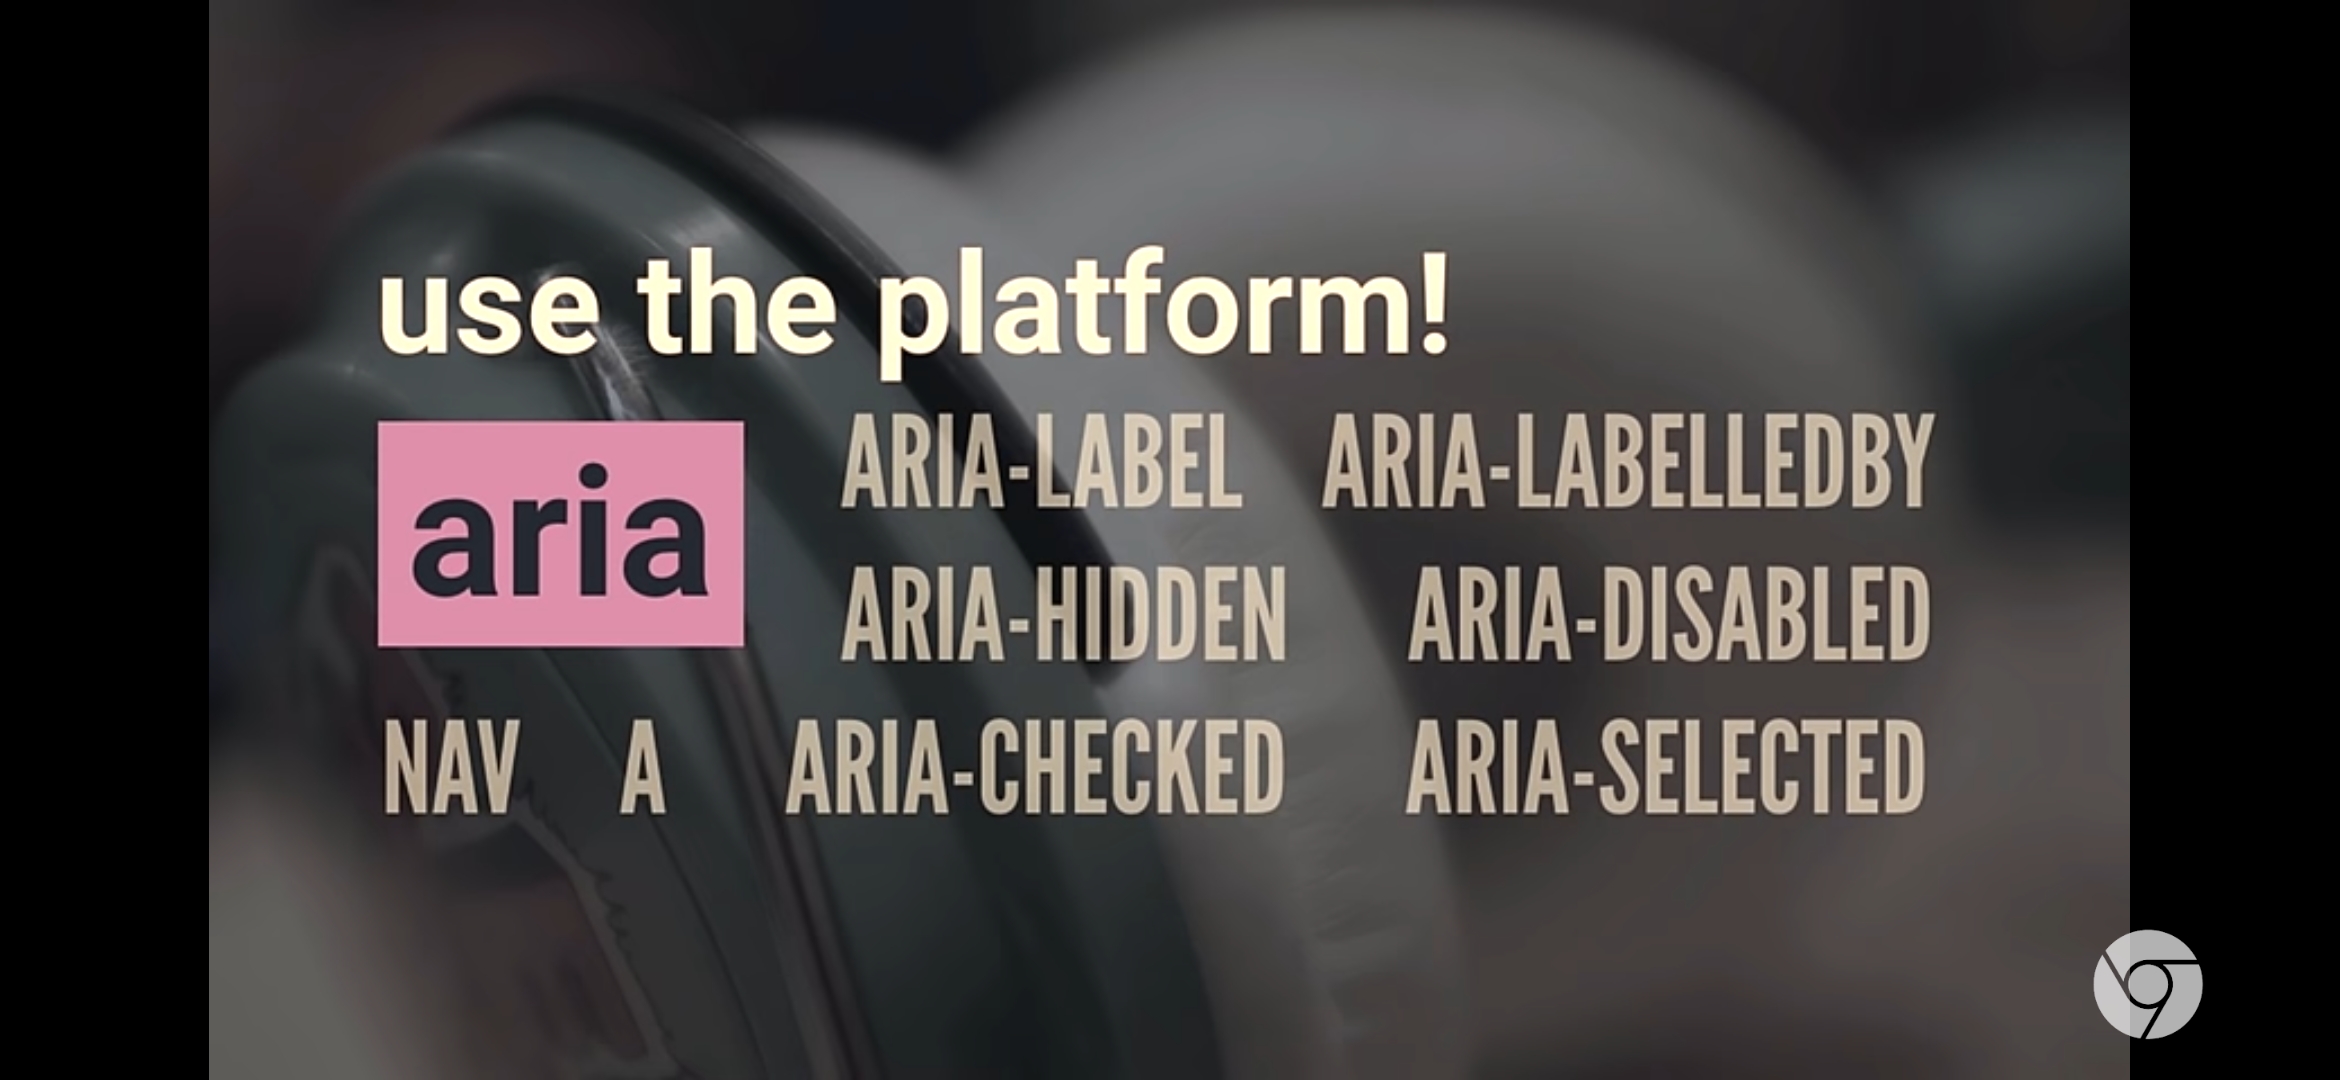 use the platform!
aria
ARIA-LABEL ARIA-LABELLEDBY
ARIA-HIDDEN ARIA-DISABLED
NAV A ARIA-CHECKED ARIA-SELECTED